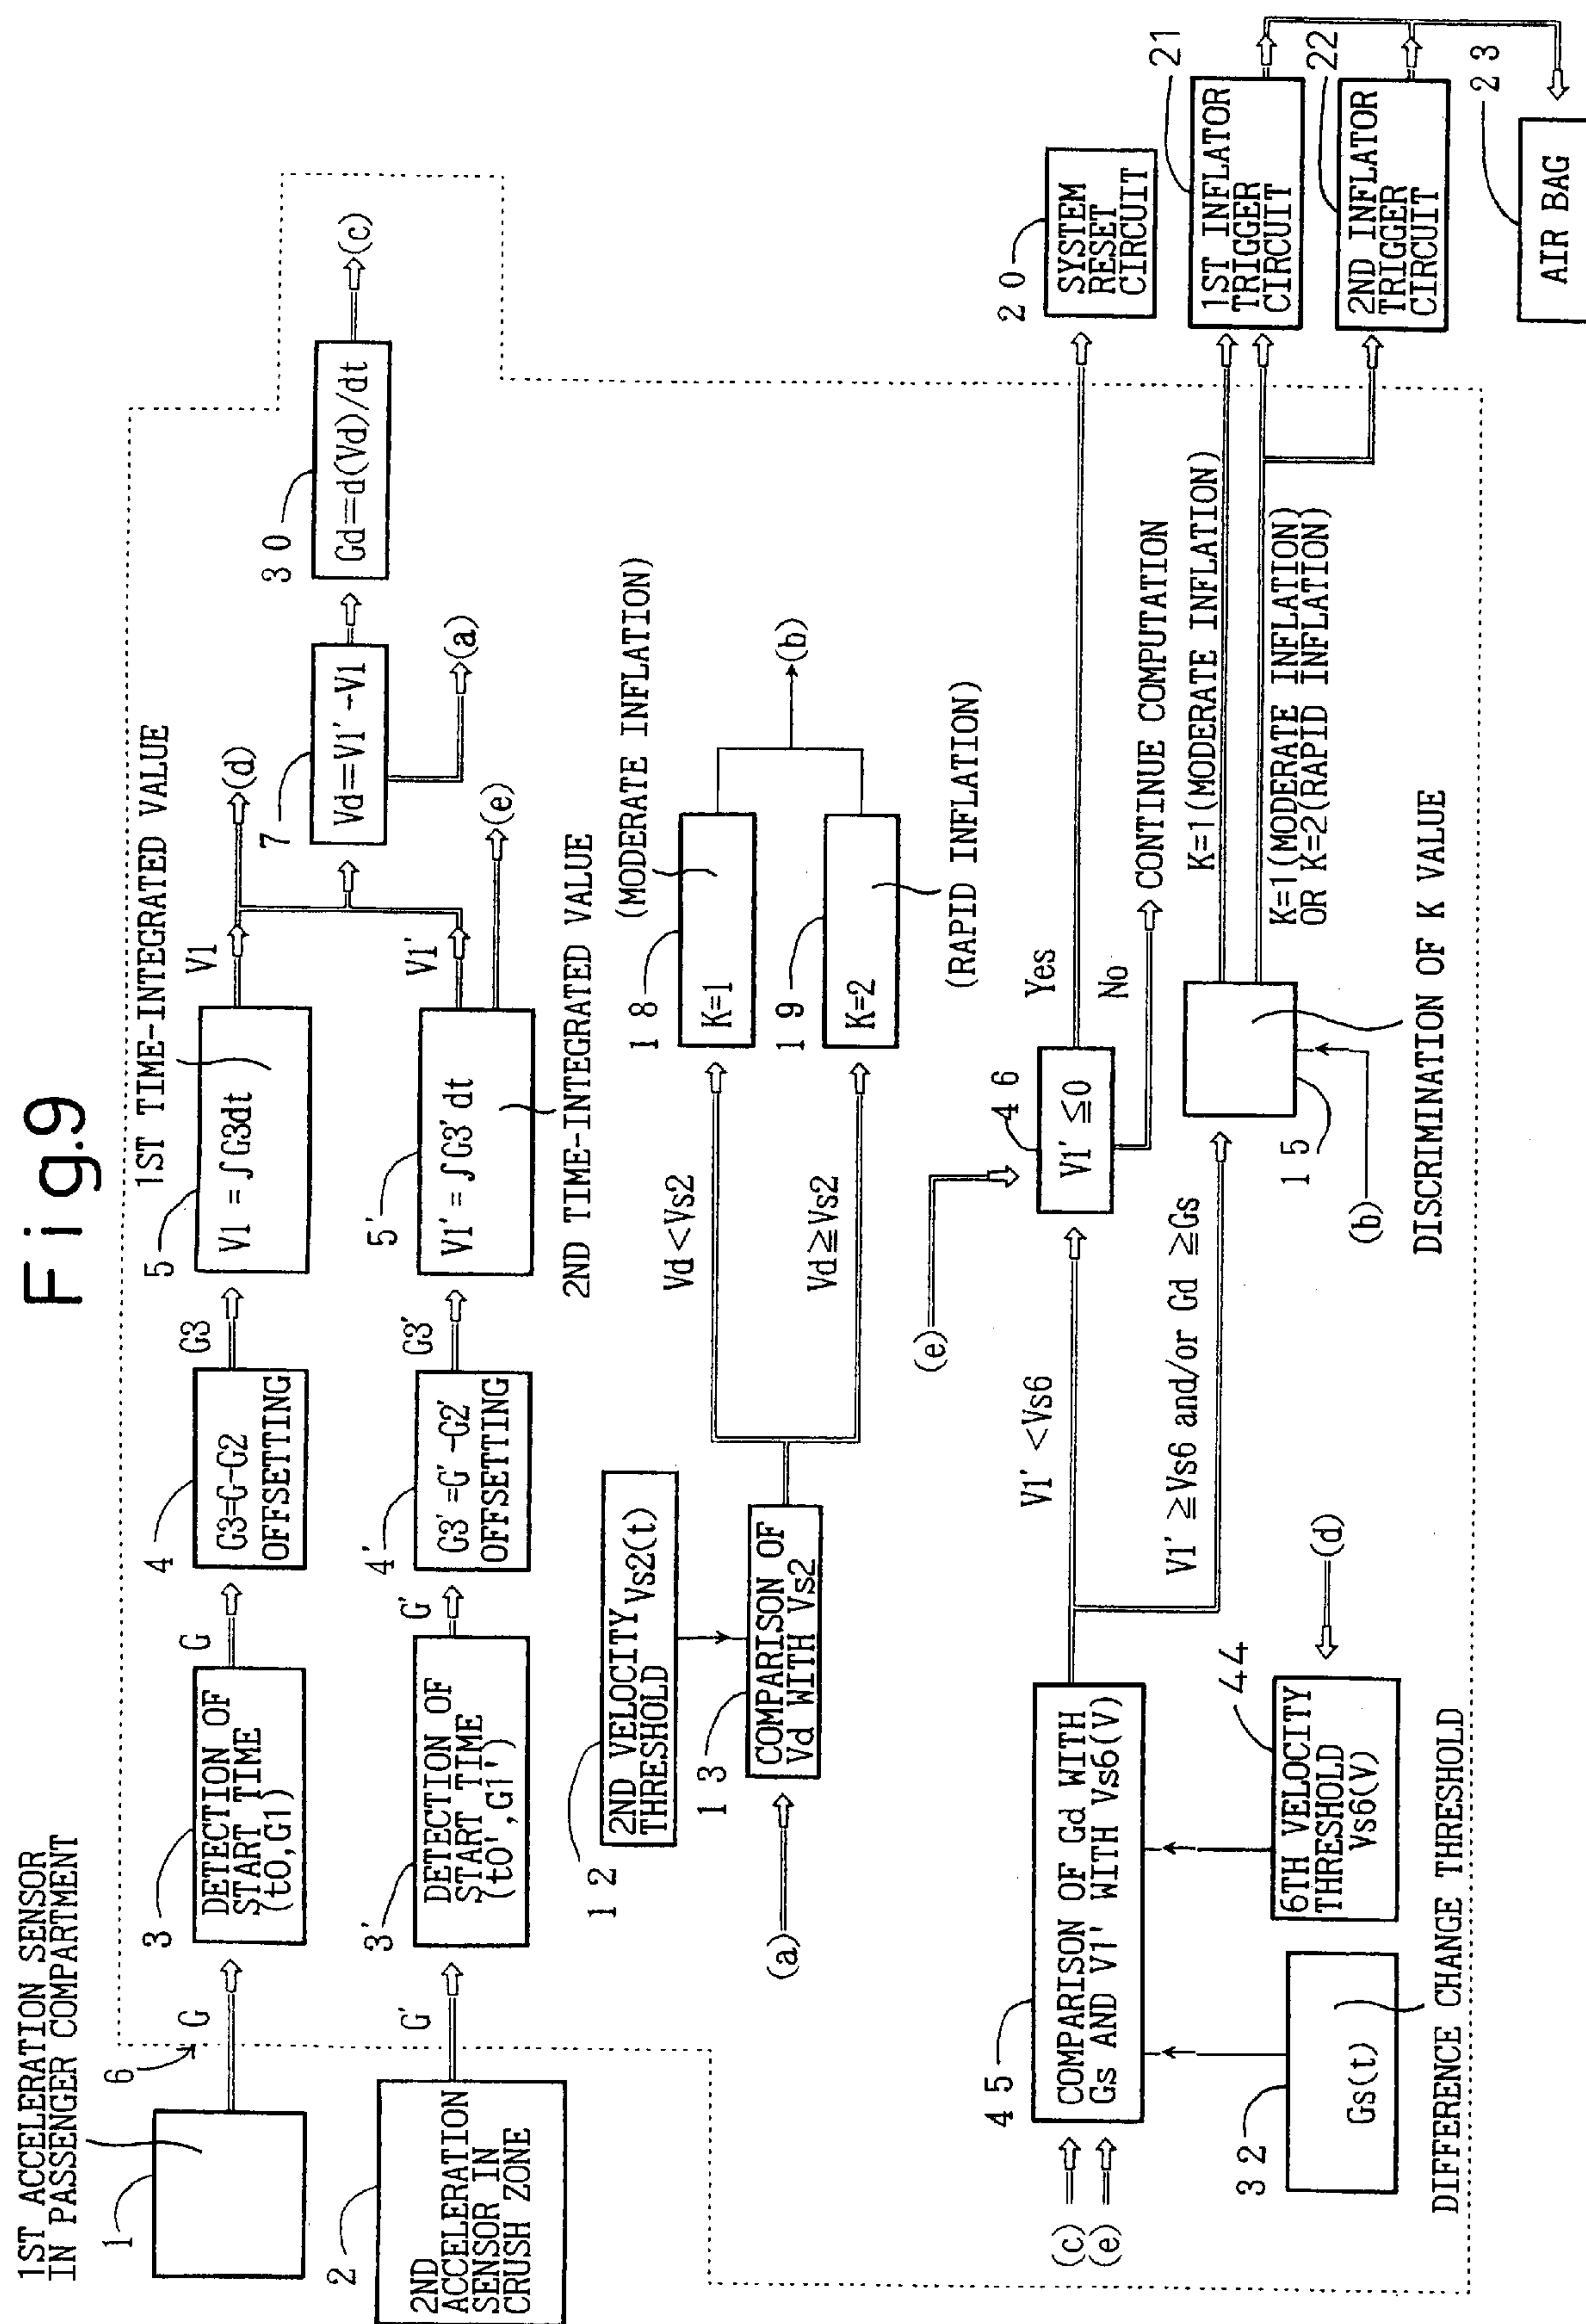 Fig.9
1ST ACCELERATION SENSOR
IN PASSENGER COMPARTMENT
1
6
G
3
DETECTION OF
START TIME
(t0,G1)
G
4
G3=G-G2
OFFSETTING
G3
5
1ST TIME-INTEGRATED VALUE
V1 = ∫G3dt
V1
(d)
2
2ND
ACCELERATION
SENSOR IN
CRUSH ZONE
G'
3'
DETECTION OF
START TIME
(t0',G1')
G'
4'
G3'=G'-G2'
OFFSETTING
G3'
5'
V1' = ∫G3' dt
2ND TIME-INTEGRATED VALUE
V1'
(e)
7
Vd=V1'-V1
(a)
30
Gd=d(Vd)/dt
(c)
12
2ND VELOCITY
THRESHOLD Vs2(t)
(a)
13
COMPARISON OF
Vd WITH Vs2
Vd<Vs2
Vd≧Vs2
18
K=1
(MODERATE INFLATION)
19
K=2
(RAPID INFLATION)
(b)
(c)
(e)
45
COMPARISON OF Gd WITH
Gs AND V1' WITH Vs6(V)
32
Gs(t)
DIFFERENCE CHANGE THRESHOLD
44
6TH VELOCITY
THRESHOLD
Vs6(V)
(d)
V1'<Vs6
V1'≧Vs6 and/or Gd ≧Gs
(e)
46
V1'≦0
Yes
No
CONTINUE COMPUTATION
15
(b)
DISCRIMINATION OF K VALUE
K=1(MODERATE INFLATION)
K=1(MODERATE INFLATION)
OR K=2(RAPID INFLATION)
20
SYSTEM
RESET
CIRCUIT
21
1ST INFLATOR
TRIGGER
CIRCUIT
22
2ND INFLATOR
TRIGGER
CIRCUIT
23
AIR BAG